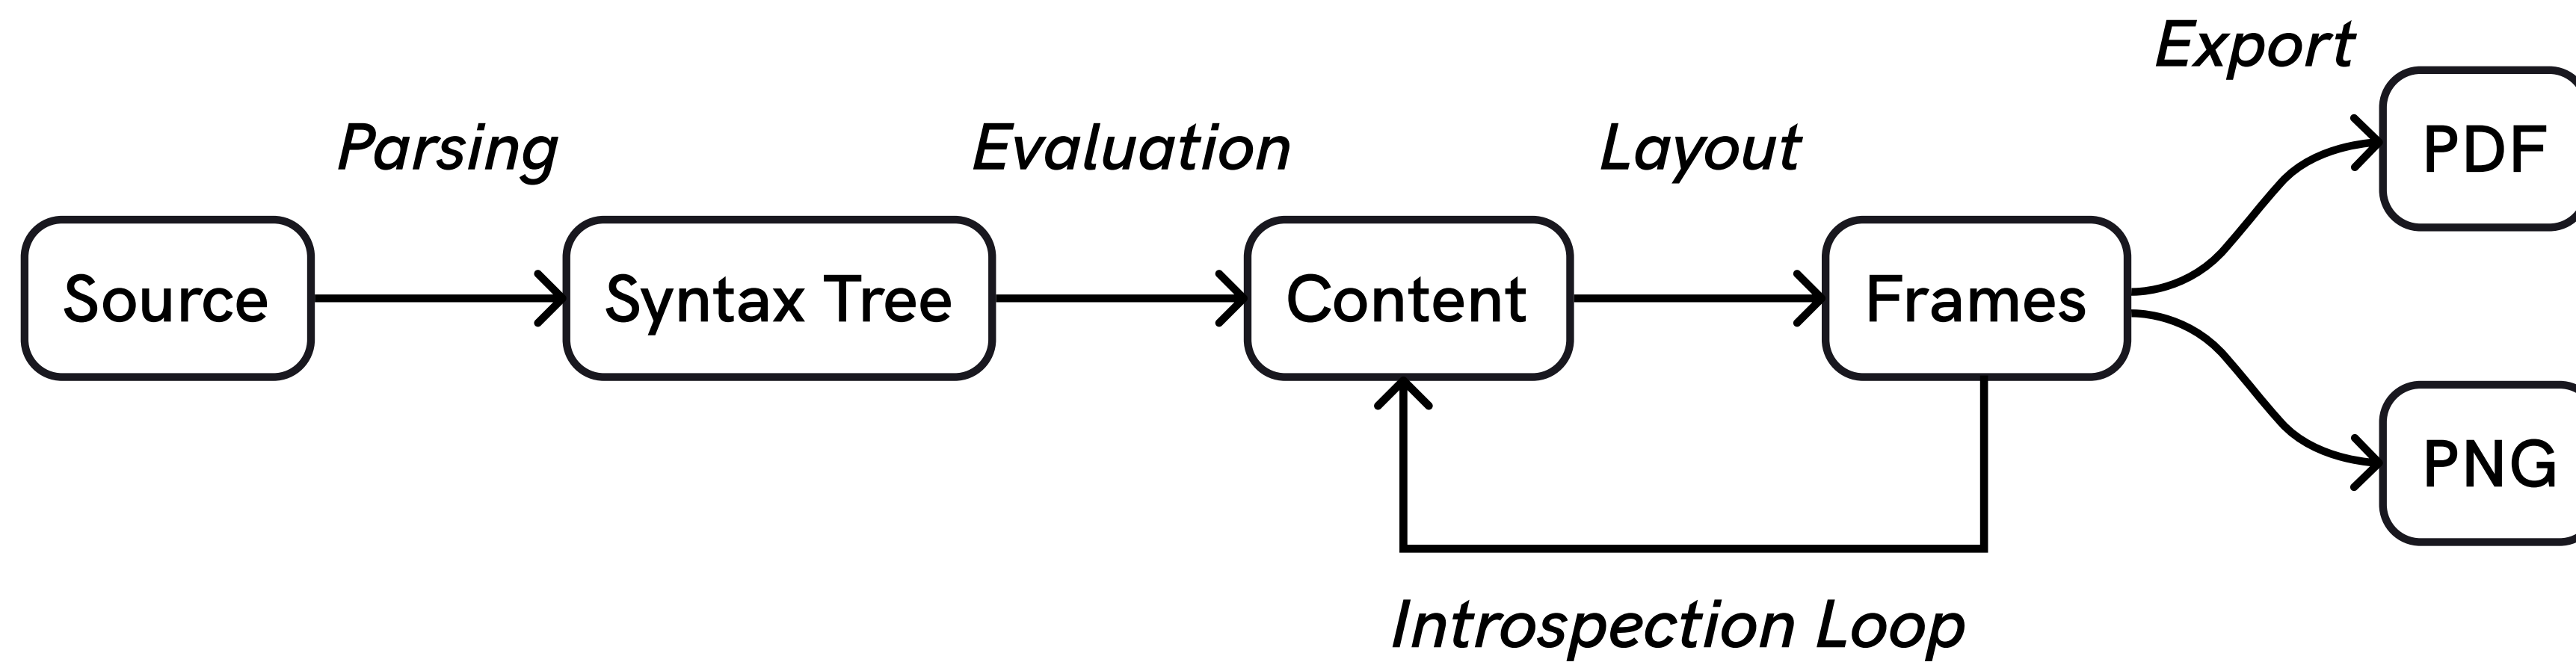 Export
Parsing
Evaluation
Layout
PDF
Source
Syntax Tree
Content
Frames
PNG
Introspection Loop